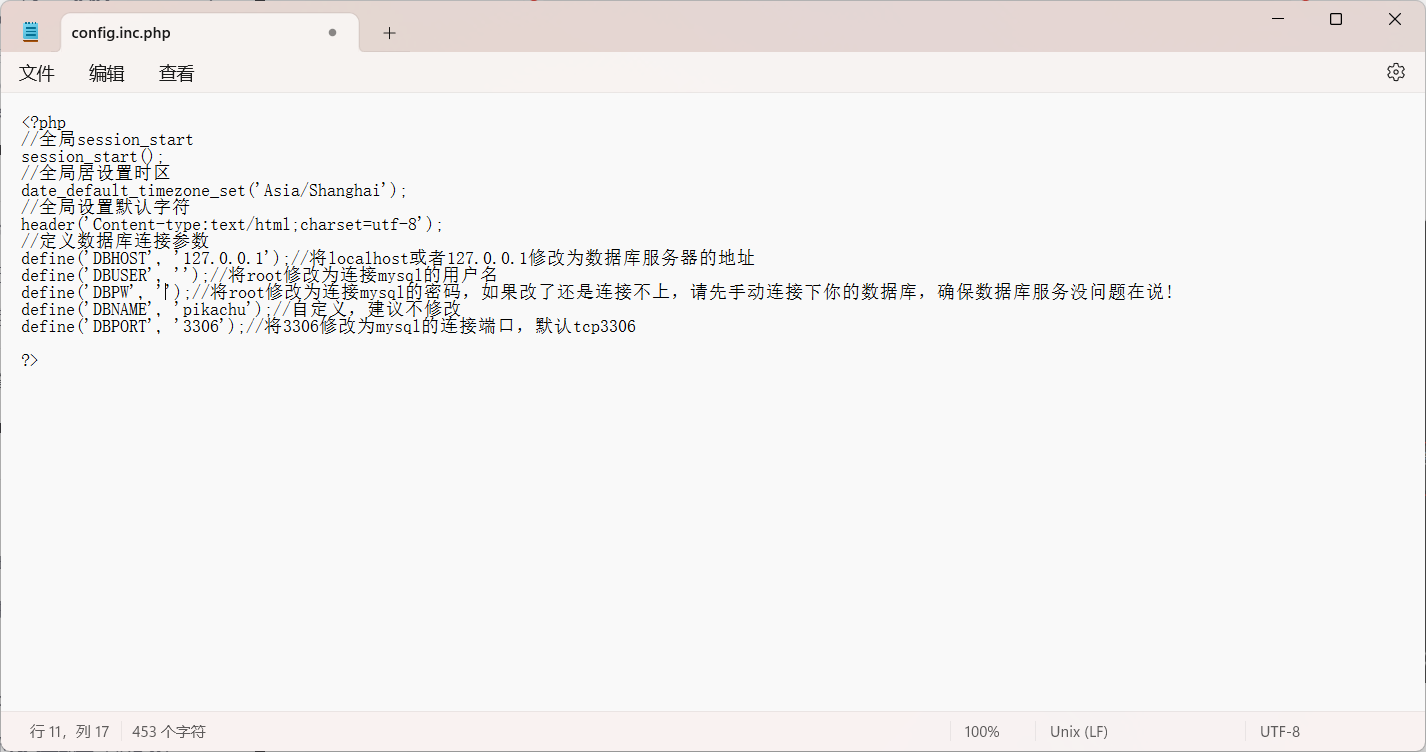 config.inc.php
文件 编辑 查看
<?php
//全局session_start
session_start();
//全局居设置时区
date_default_timezone_set('Asia/Shanghai');
//全局设置默认字符
header('Content-type:text/html;charset=utf-8');
//定义数据库连接参数
define('DBHOST', '127.0.0.1');//将localhost或者127.0.0.1修改为数据库服务器的地址
define('DBUSER', '');//将root修改为连接mysql的用户名
define('DBPW', '');//将root修改为连接mysql的密码，如果改了还是连接不上，请先手动连接下你的数据库，确保数据库服务没问题在说！
define('DBNAME', 'pikachu');//自定义，建议不修改
define('DBPORT', '3306');//将3306修改为mysql的连接端口，默认tcp3306
?>
行 11，列 17 453 个字符 100% Unix (LF) UTF-8